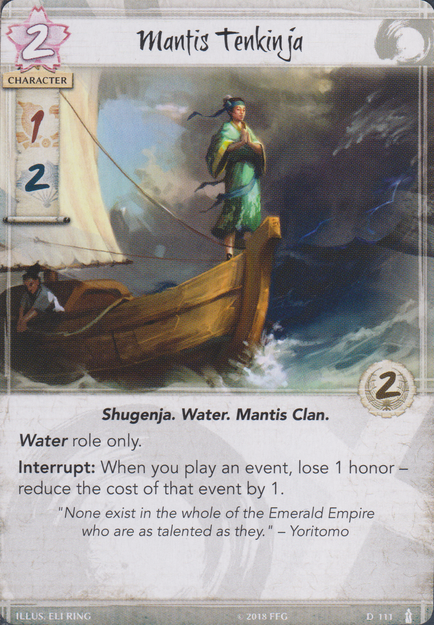 2
Mantis Tenkinja
CHARACTER
1
2
2
Shugenja. Water. Mantis Clan.
Water role only.
Interrupt: When you play an event, lose 1 honor –
reduce the cost of that event by 1.
"None exist in the whole of the Emerald Empire
who are as talented as they." – Yoritomo
ILLUS. ELI RING
© 2018 FFG
D 111